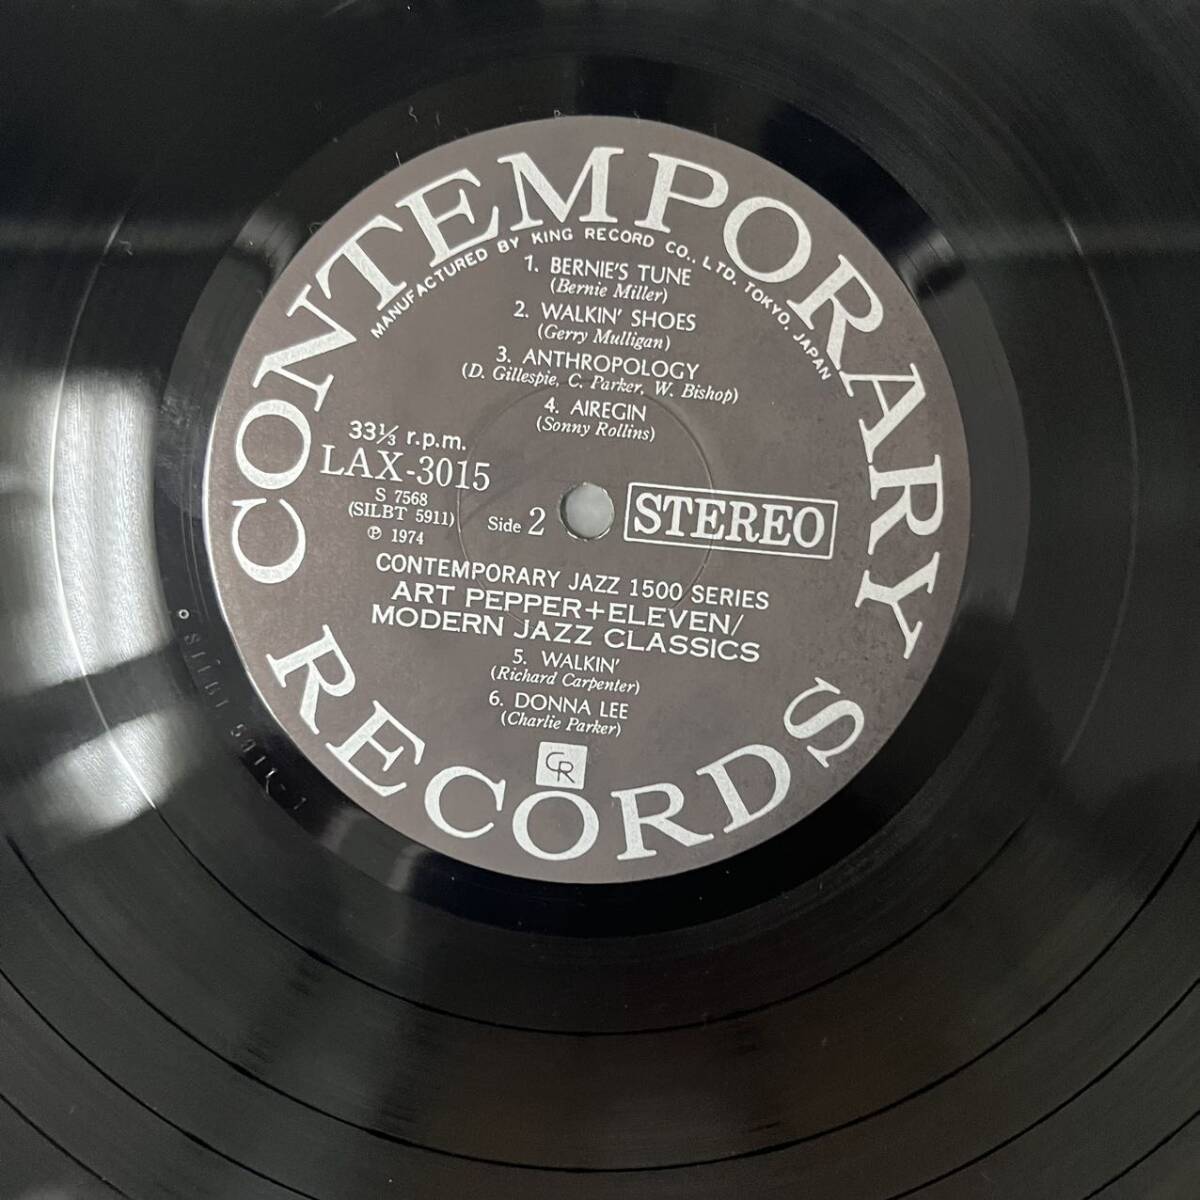 CONTEMPORARY
MANUFACTURED BY KING RECORD CO., LTD. TOKYO, JAPAN
1. BERNIE'S TUNE
(Bernie Miller)
2. WALKIN' SHOES
(Gerry Mulligan)
3. ANTHROPOLOGY
(D. Gillespie, C. Parker, W. Bishop)
4. AIREGIN
(Sonny Rollins)
33⅓ r.p.m.
LAX-3015
S 7568
(SILBT 5911)
℗ 1974
Side 2
STEREO
CONTEMPORARY JAZZ 1500 SERIES
ART PEPPER+ELEVEN/
MODERN JAZZ CLASSICS
5. WALKIN'
(Richard Carpenter)
6. DONNA LEE
(Charlie Parker)
CR
RECORDS